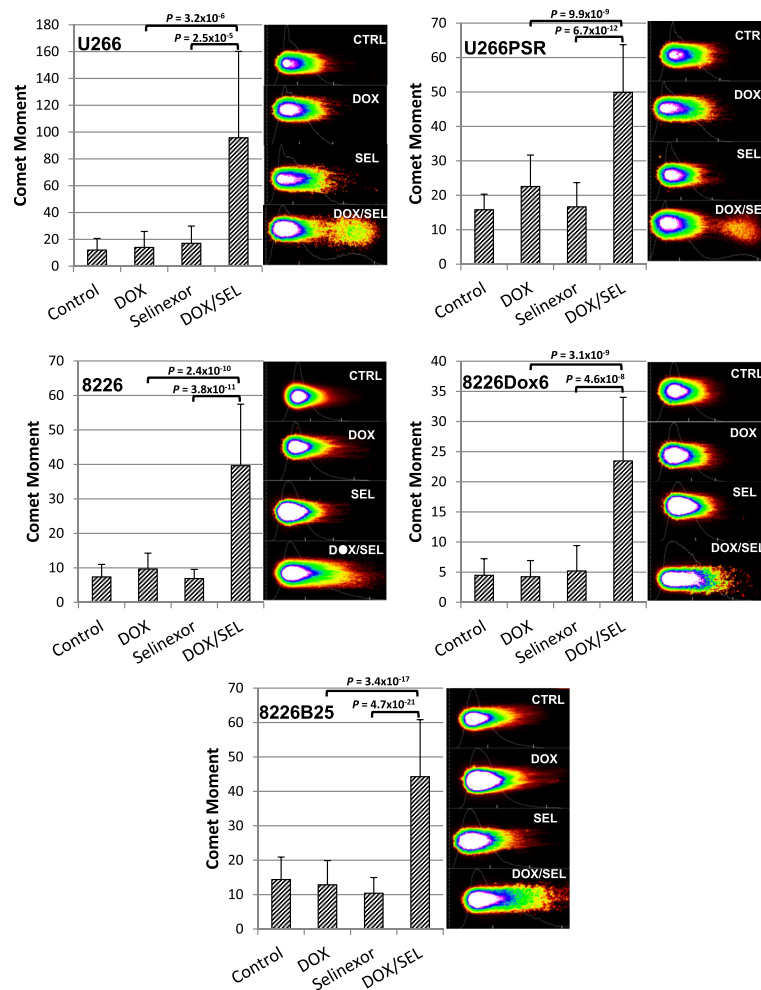 U266
P = 3.2x10⁻⁶
P = 2.5x10⁻⁵
Comet Moment
180
160
140
120
100
80
60
40
20
0
Control
DOX
Selinexor
DOX/SEL
CTRL
DOX
SEL
DOX/SEL
U266PSR
P = 9.9x10⁻⁹
P = 6.7x10⁻¹²
Comet Moment
70
60
50
40
30
20
10
0
Control
DOX
Selinexor
DOX/SEL
CTRL
DOX
SEL
DOX/SEL
8226
P = 2.4x10⁻¹⁰
P = 3.8x10⁻¹¹
Comet Moment
70
60
50
40
30
20
10
0
Control
DOX
Selinexor
DOX/SEL
CTRL
DOX
SEL
DOX/SEL
8226Dox6
P = 3.1x10⁻⁹
P = 4.6x10⁻⁸
Comet Moment
40
35
30
25
20
15
10
5
0
Control
DOX
Selinexor
DOX/SEL
CTRL
DOX
SEL
DOX/SEL
8226B25
P = 3.4x10⁻¹⁷
P = 4.7x10⁻²¹
Comet Moment
70
60
50
40
30
20
10
0
Control
DOX
Selinexor
DOX/SEL
CTRL
DOX
SEL
DOX/SEL